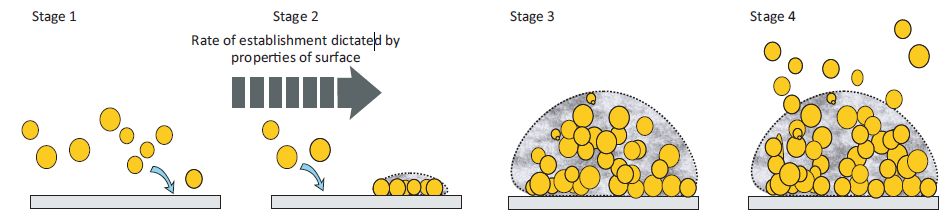 Stage 1
Stage 2
Stage 3
Stage 4
Rate of establishment dictated by
properties of surface